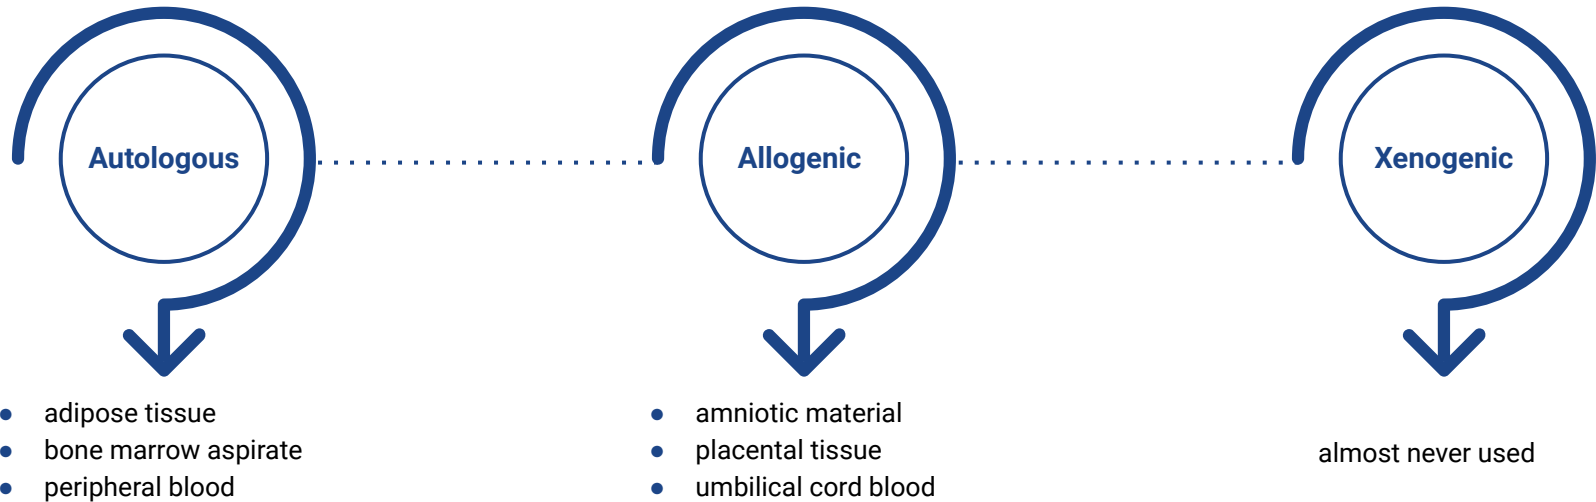 Autologous
Allogenic
Xenogenic
adipose tissue
bone marrow aspirate
peripheral blood
amniotic material
placental tissue
umbilical cord blood
almost never used